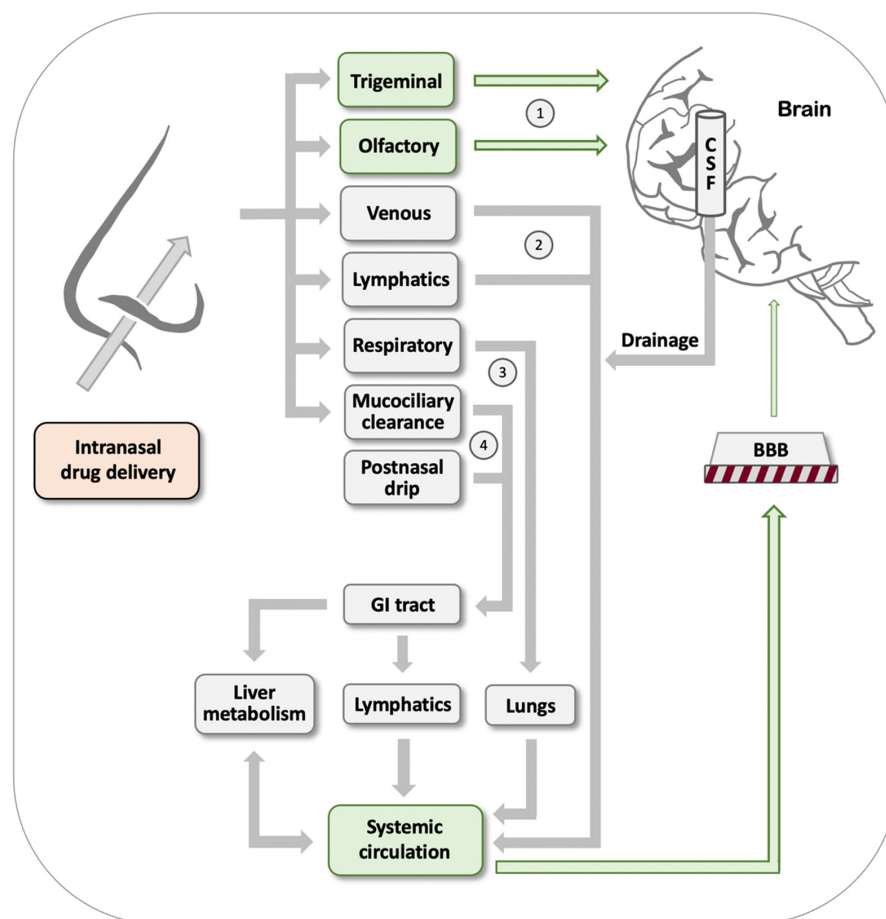 Trigeminal
1
Olfactory
Brain
CSF
Venous
2
Lymphatics
Drainage
Respiratory
3
Mucociliary
clearance
4
Postnasal
drip
Intranasal
drug delivery
BBB
GI tract
Liver
metabolism
Lymphatics
Lungs
Systemic
circulation